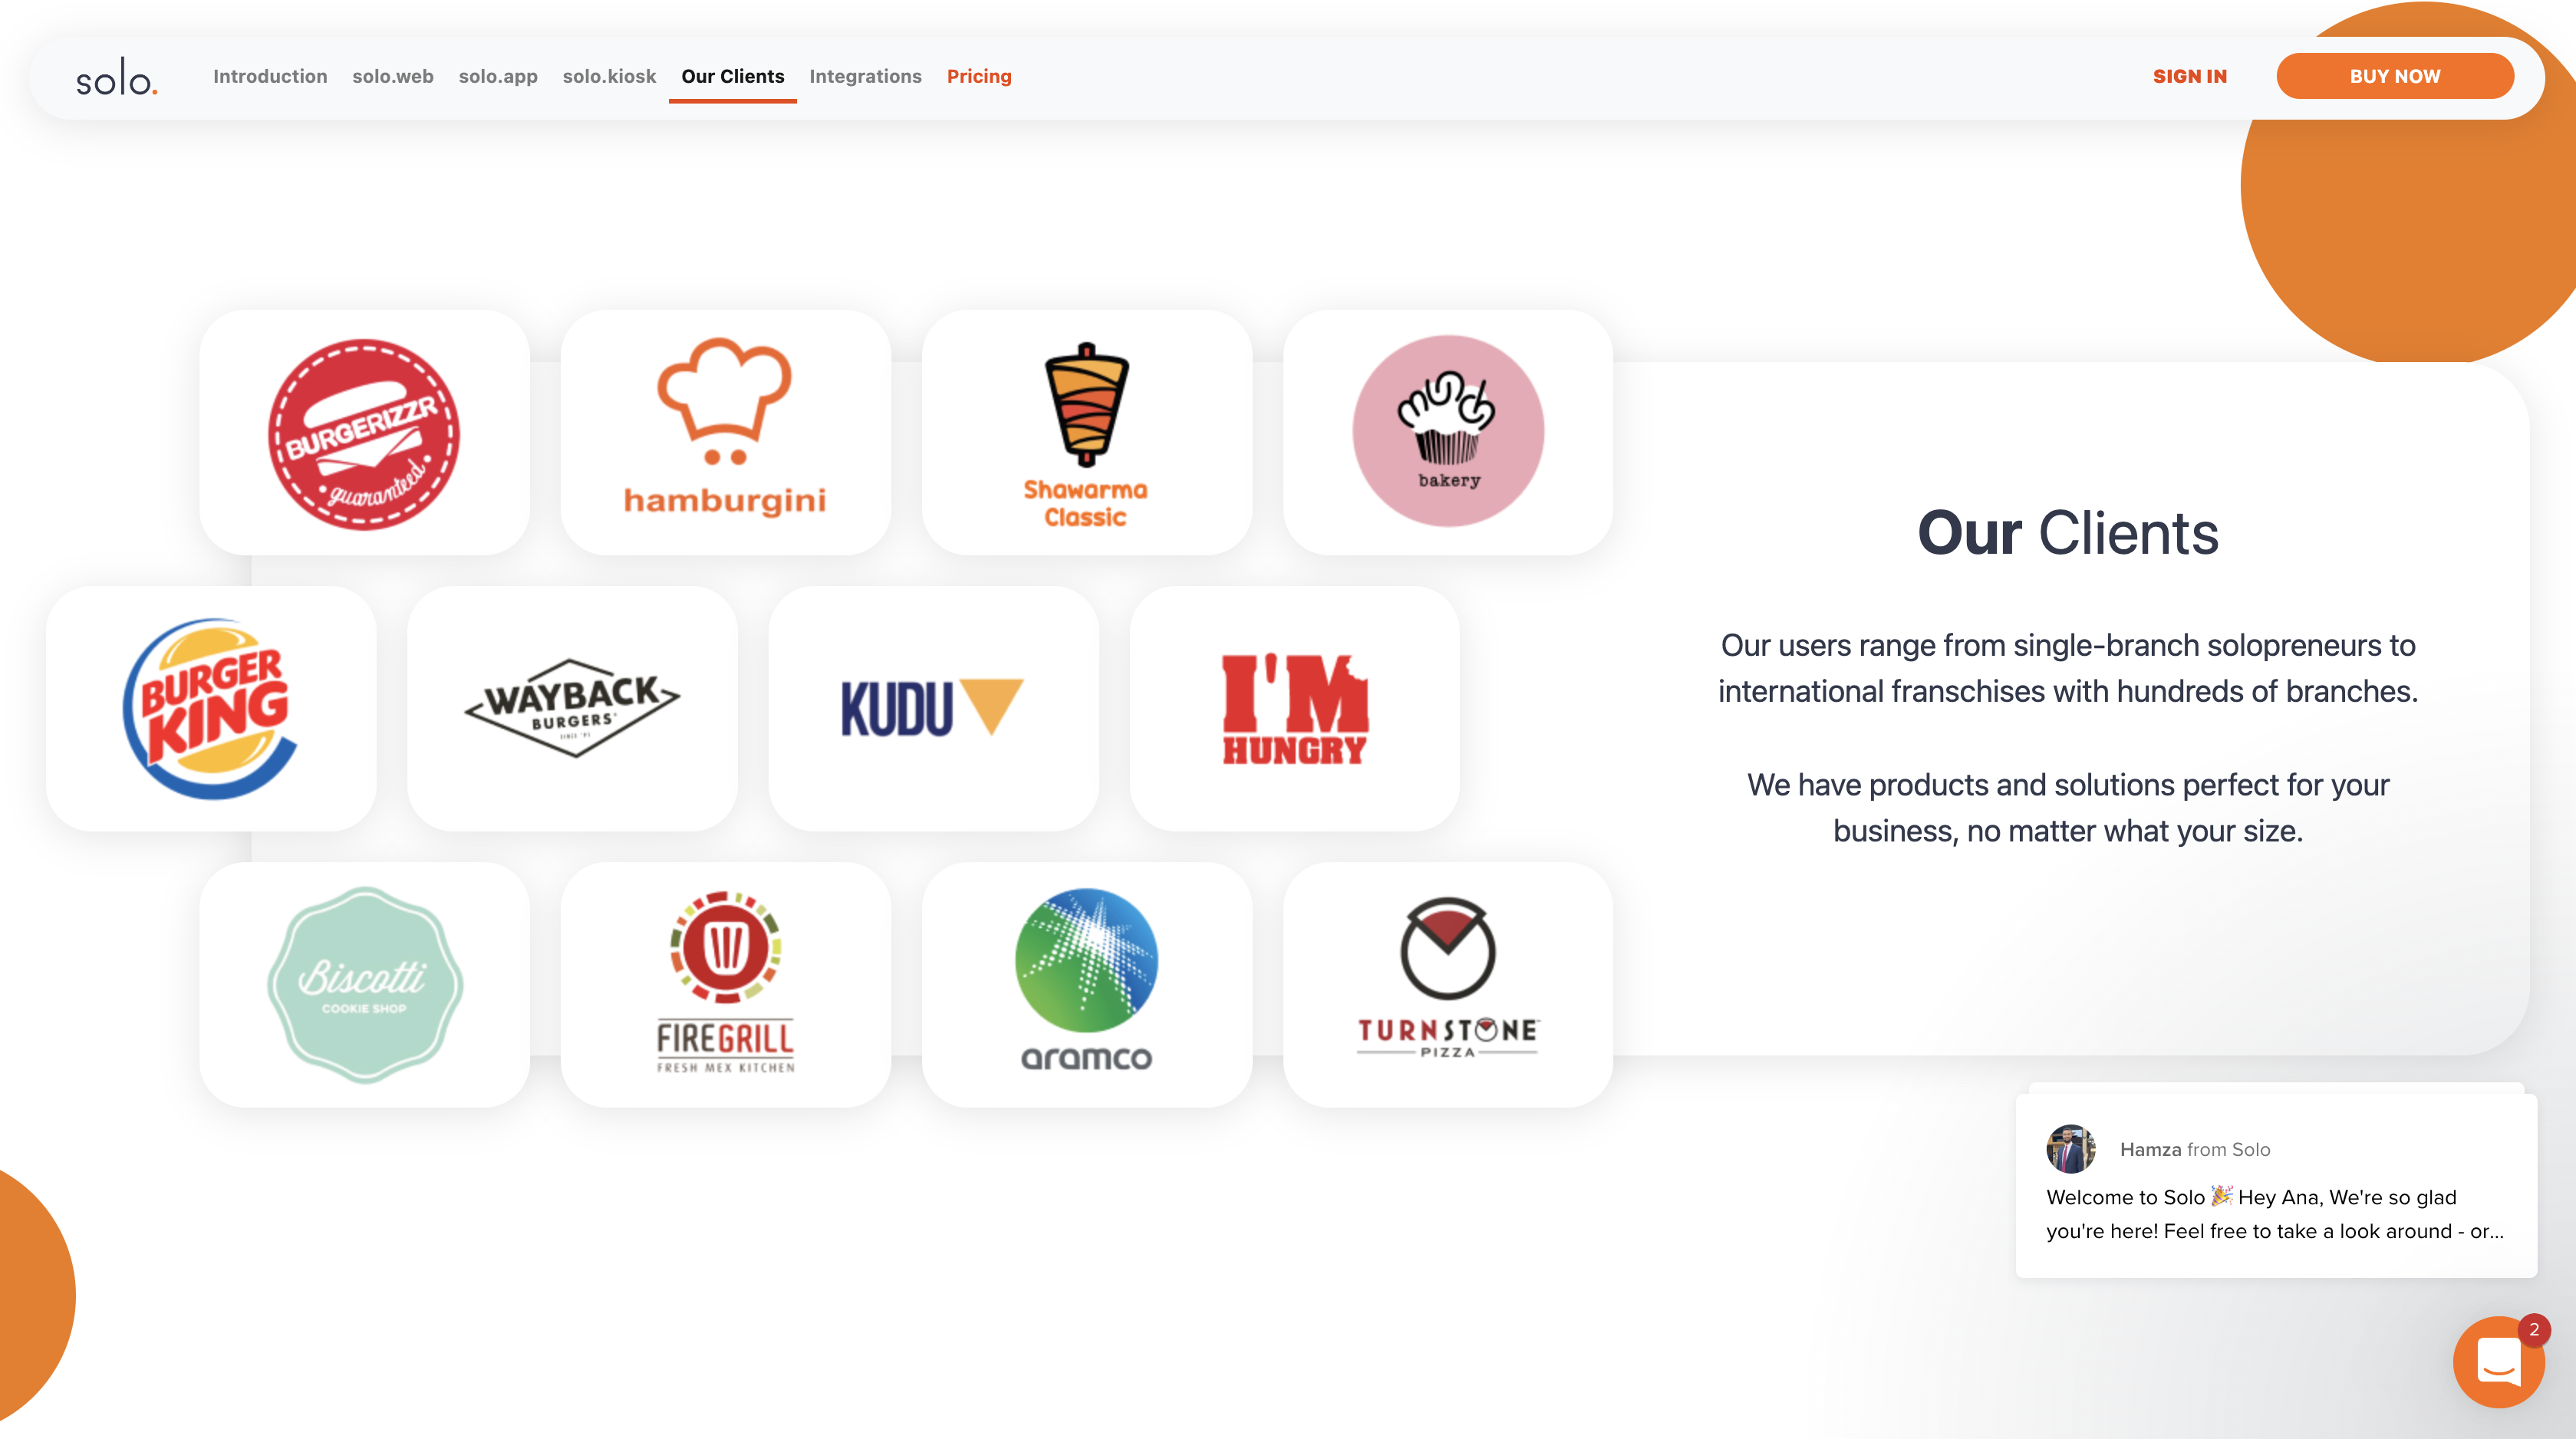 solo.
Introduction
solo.web
solo.app
solo.kiosk
Our Clients
Integrations
Pricing
SIGN IN
BUY NOW
BURGERIZZR
guaranteed
hamburgini
Shawarma
Classic
munch
bakery
BURGER
KING
WAYBACK
BURGERS
SINCE '91
KUDU
I'M
HUNGRY
Biscotti
COOKIE SHOP
FIREGRILL
FRESH MEX KITCHEN
aramco
TURNSTONE
PIZZA
Our Clients
Our users range from single-branch solopreneurs to
international franschises with hundreds of branches.
We have products and solutions perfect for your
business, no matter what your size.
Hamza from Solo
Welcome to Solo 🎉 Hey Ana, We're so glad
you're here! Feel free to take a look around - or...
2